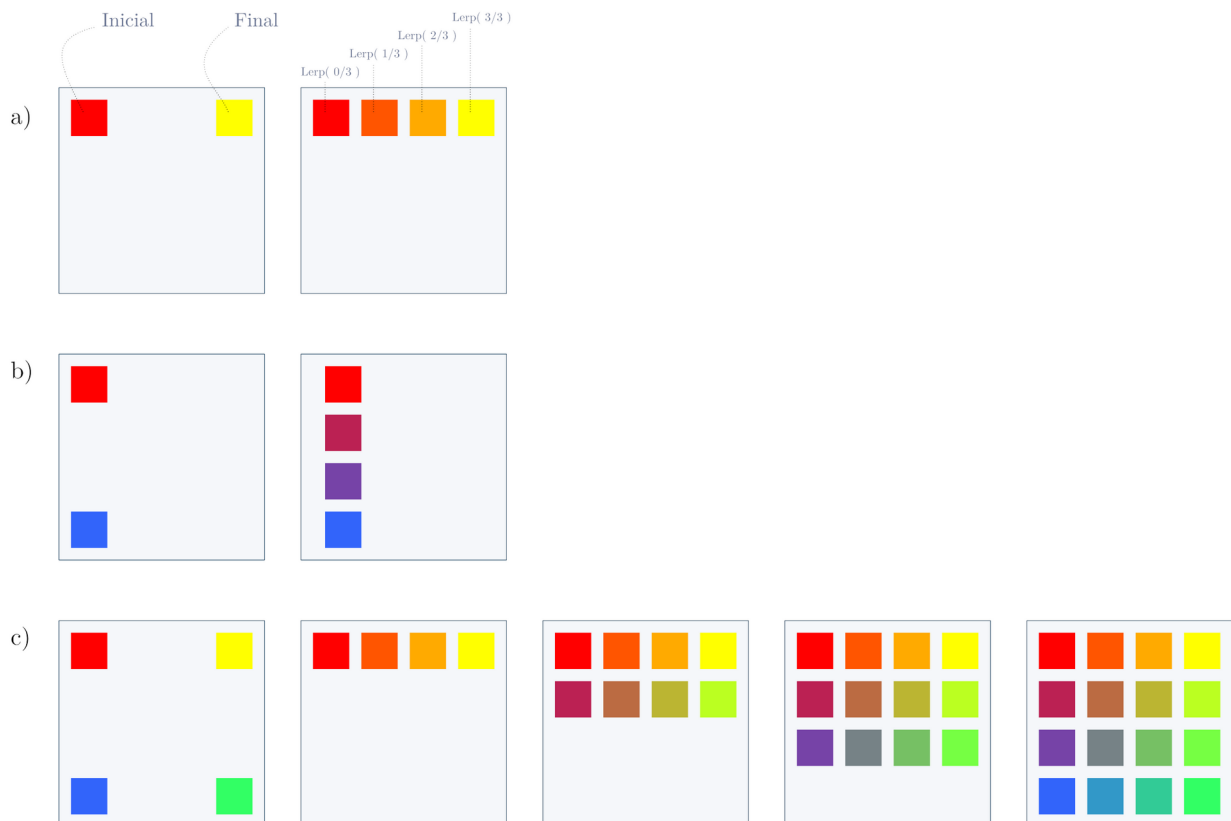 Inicial Final
Lerp( 3/3 )
Lerp( 2/3 )
Lerp( 1/3 )
Lerp( 0/3 )
a)
b)
c)